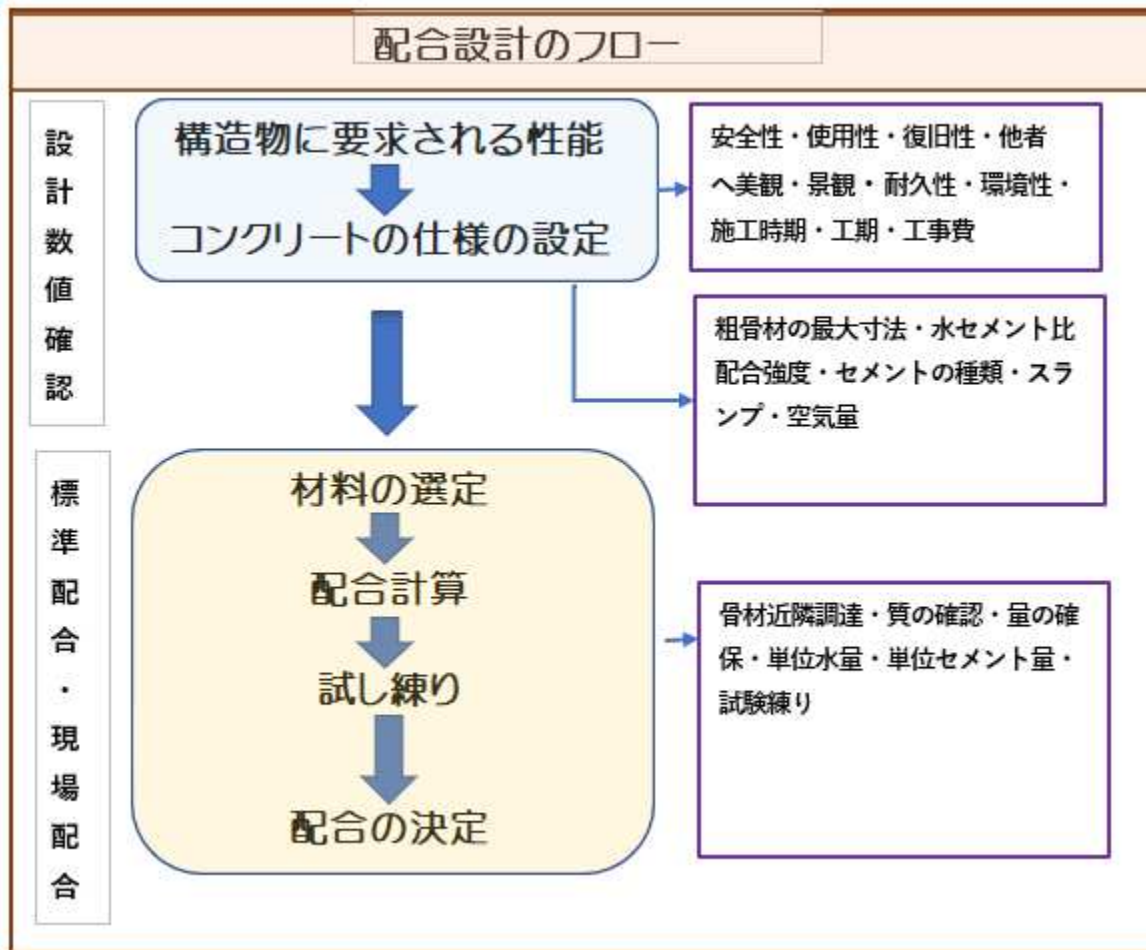 配合設計のフロー
設計数値確認
構造物に要求される性能
コンクリートの仕様の設定
安全性・使用性・復旧性・他者
へ美観・景観・耐久性・環境性・
施工時期・工期・工事費
粗骨材の最大寸法・水セメント比
配合強度・セメントの種類・スラ
ンプ・空気量
標準配合・現場配合
材料の選定
配合計算
試し練り
配合の決定
骨材近隣調達・質の確認・量の確
保・単位水量・単位セメント量・
試験練り